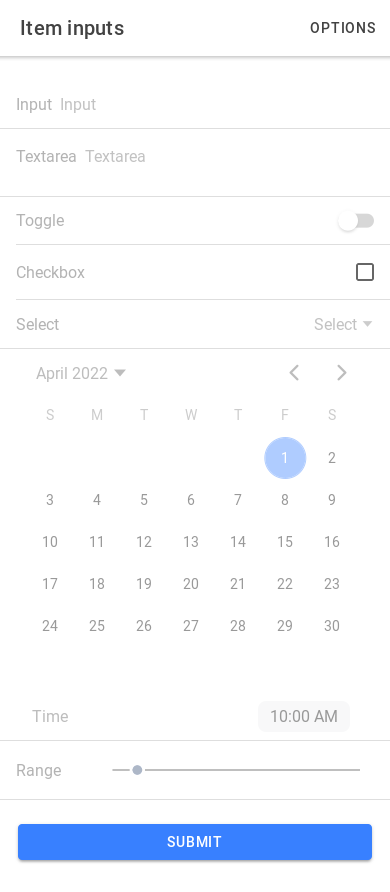 Item inputs OPTIONS
Input Input
Textarea Textarea
Toggle
Checkbox
Select Select
April 2022
S M T W T F S
1 2
3 4 5 6 7 8 9
10 11 12 13 14 15 16
17 18 19 20 21 22 23
24 25 26 27 28 29 30
Time 10:00 AM
Range
SUBMIT